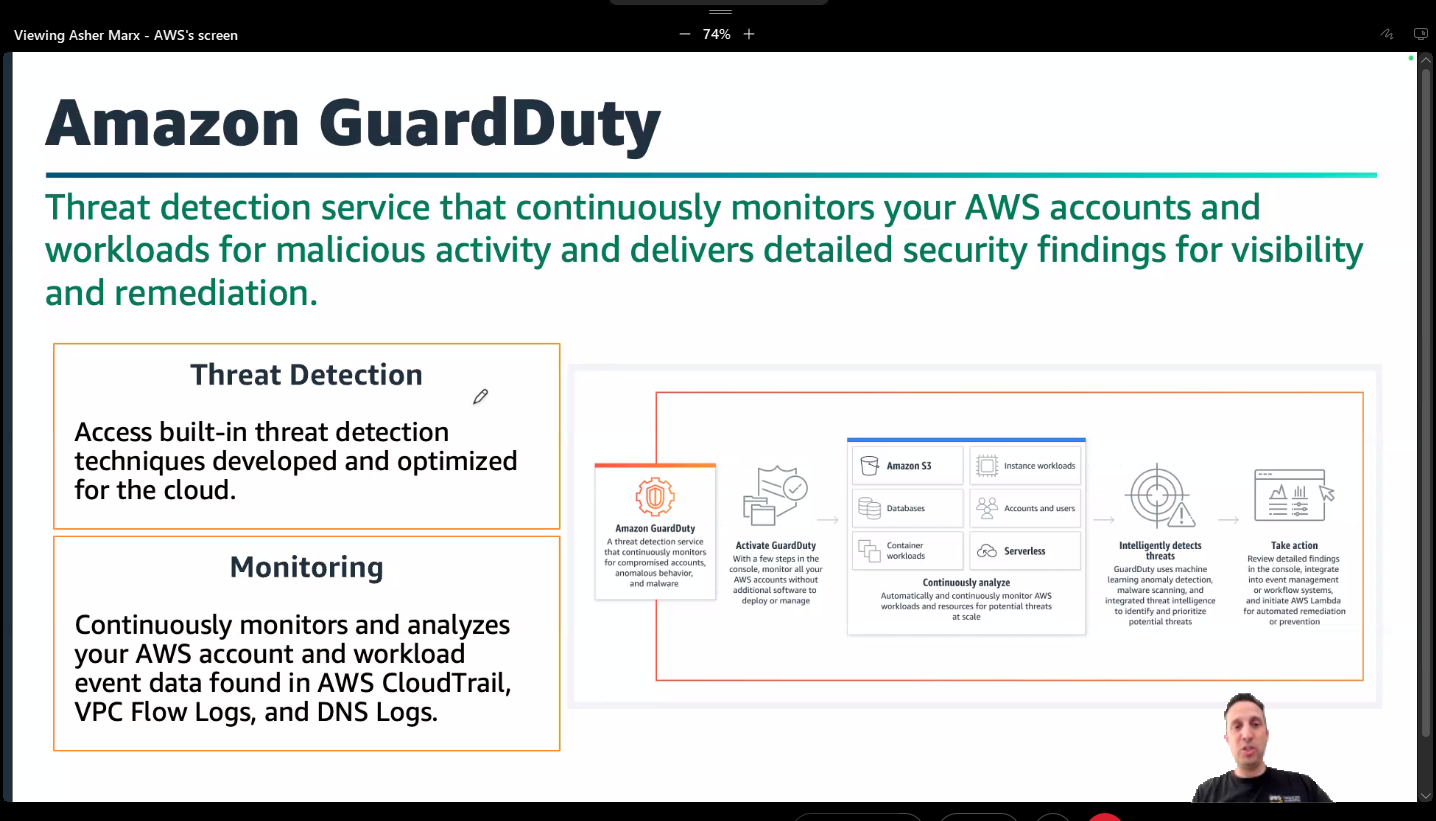 Viewing Asher Marx - AWS's screen
74%
Amazon GuardDuty
Threat detection service that continuously monitors your AWS accounts and
workloads for malicious activity and delivers detailed security findings for visibility
and remediation.
Threat Detection
Access built-in threat detection
techniques developed and optimized
for the cloud.
Monitoring
Continuously monitors and analyzes
your AWS account and workload
event data found in AWS CloudTrail,
VPC Flow Logs, and DNS Logs.
Amazon GuardDuty
A threat detection service
that continuously monitors
for compromised accounts,
anomalous behavior,
and malware
Activate GuardDuty
With a few steps in the
console, monitor all your
AWS accounts without
additional software to
deploy or manage
Amazon S3
Instance workloads
Databases
Accounts and users
Container
workloads
Serverless
Continuously analyze
Automatically and continuously monitor AWS
workloads and resources for potential threats
at scale
Intelligently detects
threats
GuardDuty uses machine
learning anomaly detection,
malware scanning, and
integrated threat intelligence
to identify and prioritize
potential threats
Take action
Review detailed findings
in the console, integrate
into event management
or workflow systems,
and initiate AWS Lambda
for automated remediation
or prevention
aws